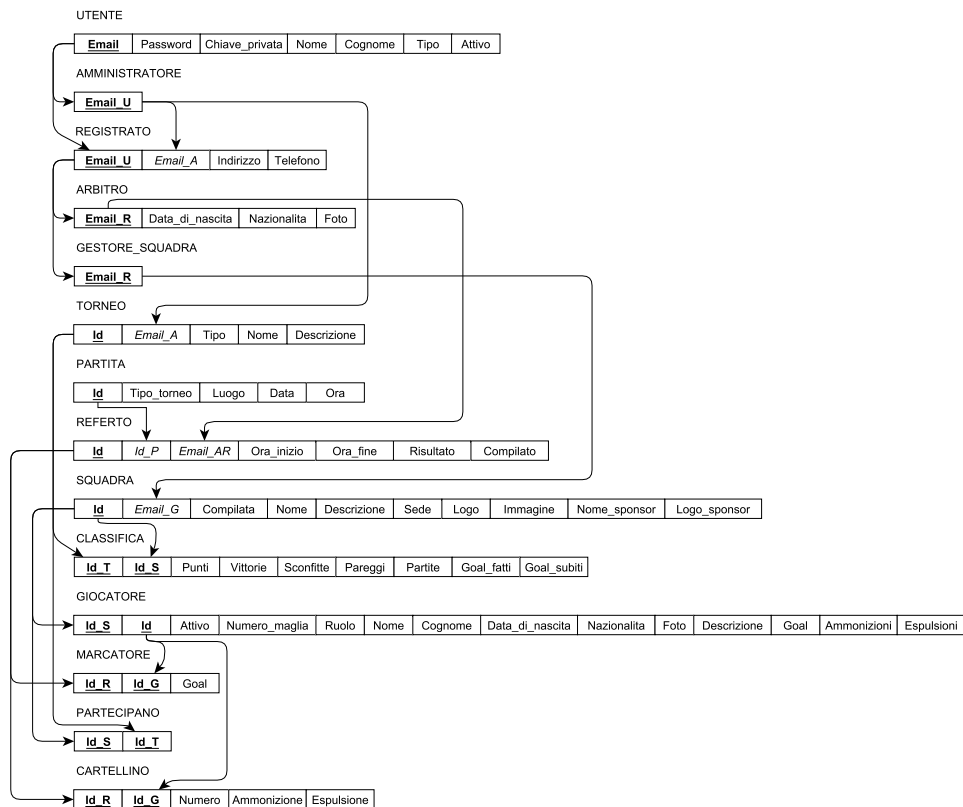 UTENTE
Email Password Chiave_privata Nome Cognome Tipo Attivo
AMMINISTRATORE
Email_U
REGISTRATO
Email_U Email_A Indirizzo Telefono
ARBITRO
Email_R Data_di_nascita Nazionalita Foto
GESTORE_SQUADRA
Email_R
TORNEO
Id Email_A Tipo Nome Descrizione
PARTITA
Id Tipo_torneo Luogo Data Ora
REFERTO
Id Id_P Email_AR Ora_inizio Ora_fine Risultato Compilato
SQUADRA
Id Email_G Compilata Nome Descrizione Sede Logo Immagine Nome_sponsor Logo_sponsor
CLASSIFICA
Id_T Id_S Punti Vittorie Sconfitte Pareggi Partite Goal_fatti Goal_subiti
GIOCATORE
Id_S Id Attivo Numero_maglia Ruolo Nome Cognome Data_di_nascita Nazionalita Foto Descrizione Goal Ammonizioni Espulsioni
MARCATORE
Id_R Id_G Goal
PARTECIPANO
Id_S Id_T
CARTELLINO
Id_R Id_G Numero Ammonizione Espulsione